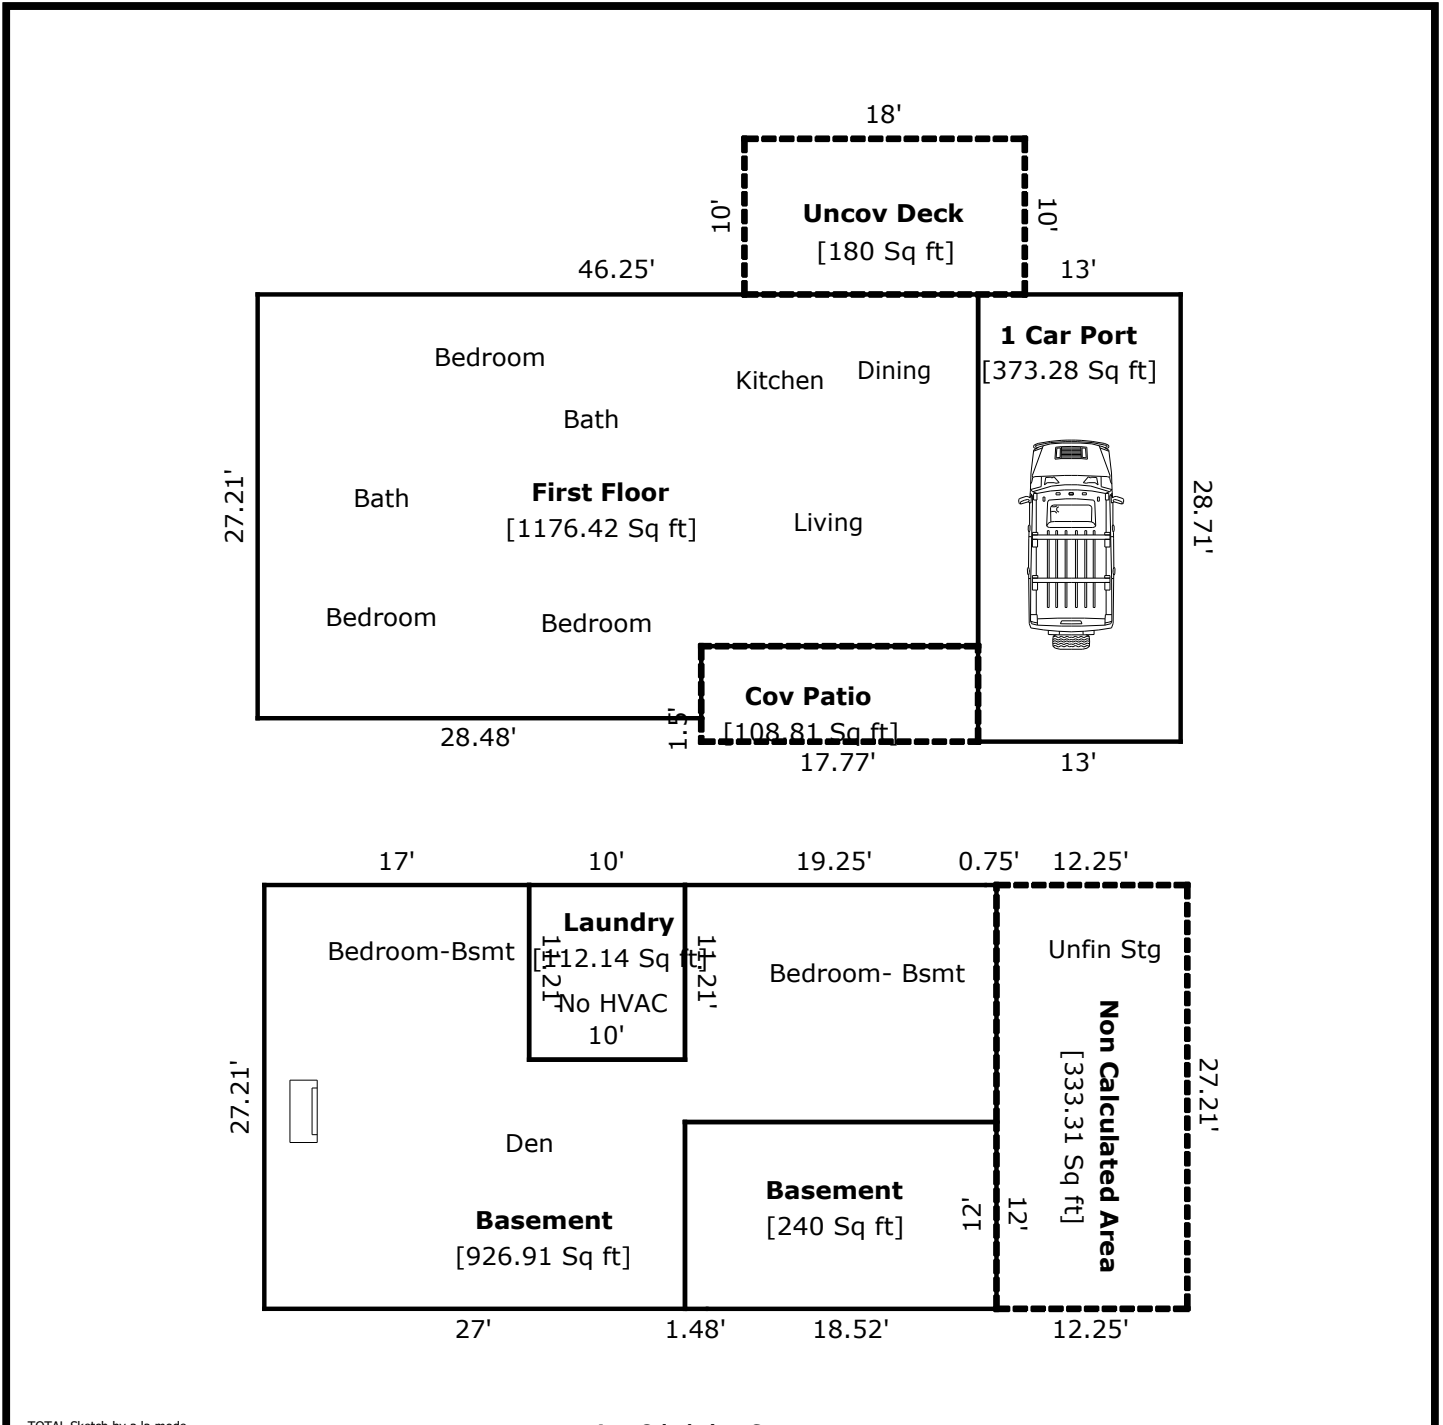 18'
10'
Uncov Deck
[180 Sq ft]
10'
46.25'
13'
1 Car Port
[373.28 Sq ft]
Bedroom
Kitchen
Dining
Bath
27.21'
Bath
First Floor
[1176.42 Sq ft]
Living
28.71'
Bedroom
Bedroom
Cov Patio
[108.81 Sq ft]
1.5'
28.48'
17.77'
13'
17'
10'
19.25'
0.75'
12.25'
Laundry
[112.14 Sq ft]
No HVAC
10'
11.21'
11.21'
Bedroom-Bsmt
Bedroom- Bsmt
Unfin Stg
Non Calculated Area
[333.31 Sq ft]
27.21'
27.21'
Den
Basement
[240 Sq ft]
12'
12'
Basement
[926.91 Sq ft]
27'
1.48'
18.52'
12.25'